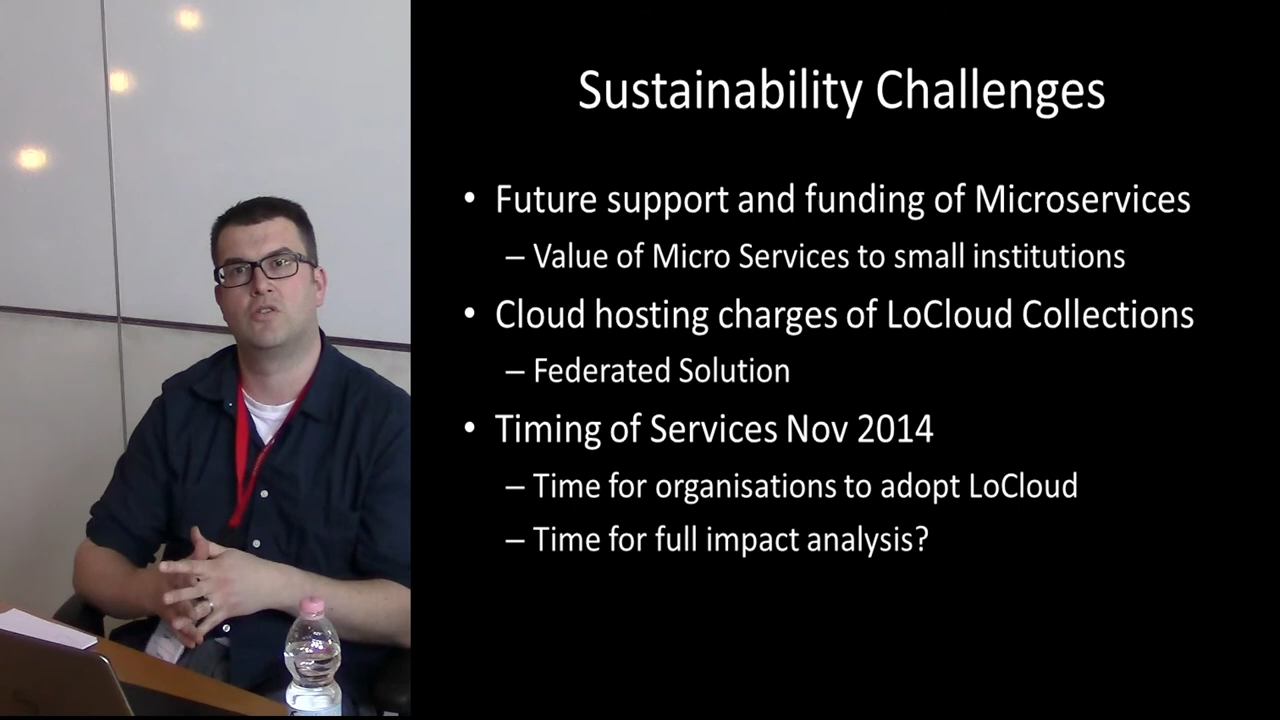 Sustainability Challenges
• Future support and funding of Microservices
– Value of Micro Services to small institutions
• Cloud hosting charges of LoCloud Collections
– Federated Solution
• Timing of Services Nov 2014
– Time for organisations to adopt LoCloud
– Time for full impact analysis?